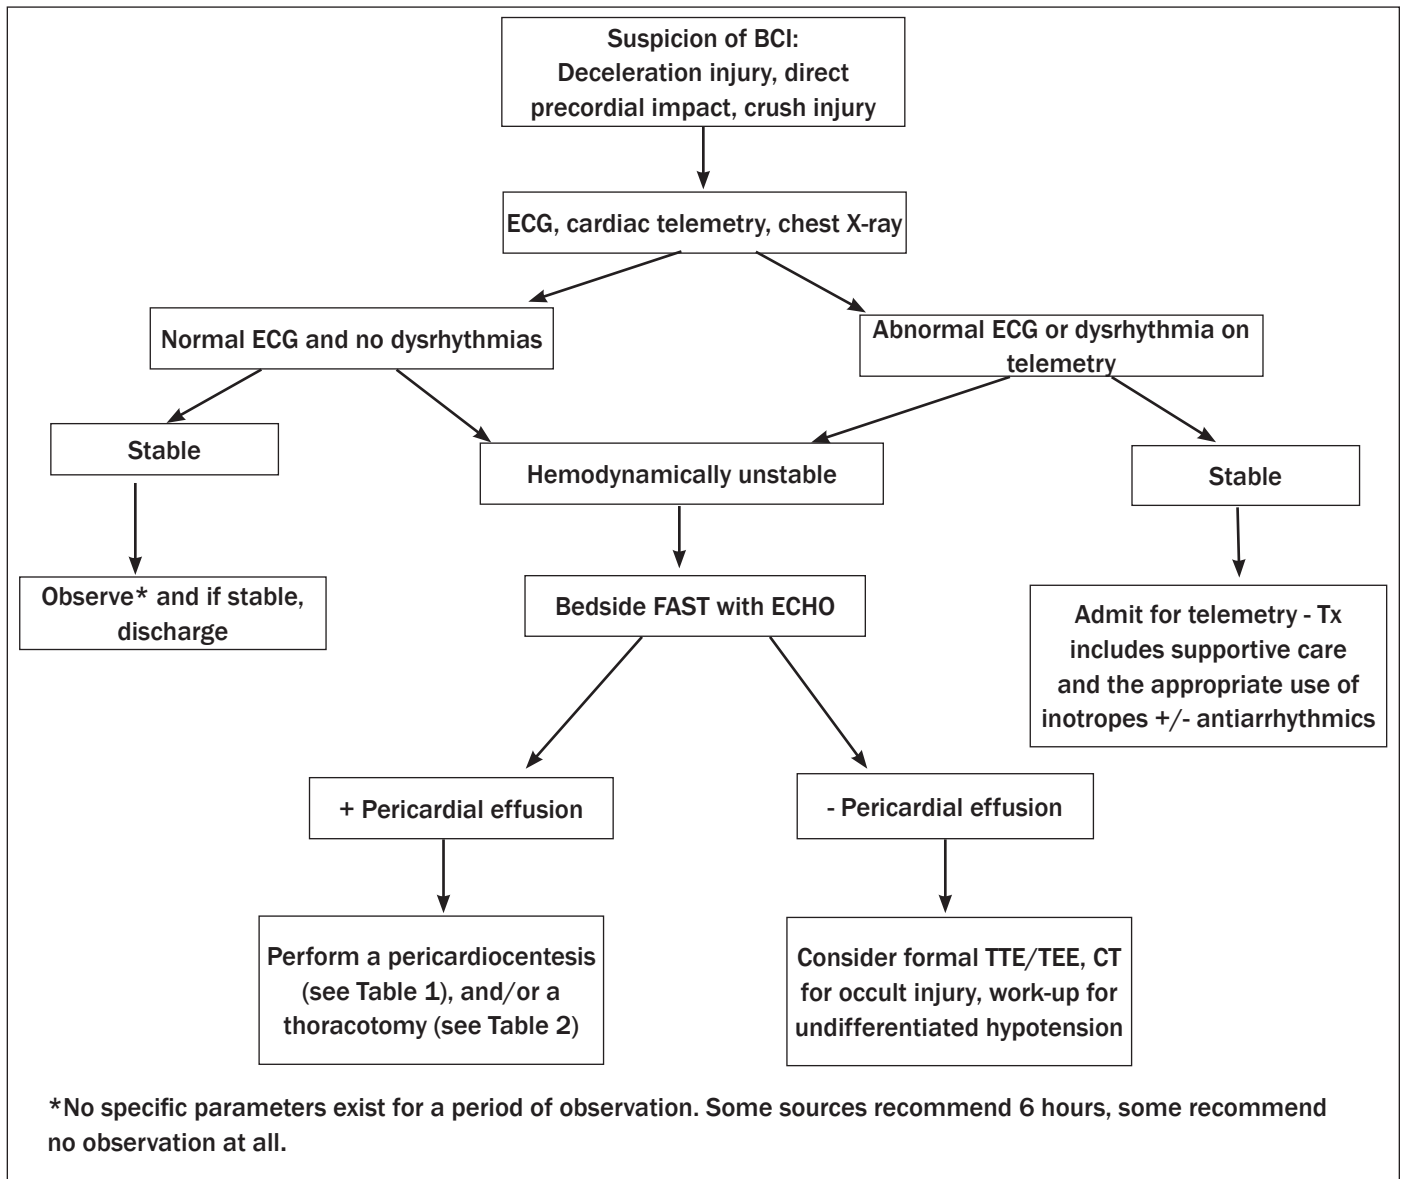 Suspicion of BCI:
Deceleration injury, direct
precordial impact, crush injury
ECG, cardiac telemetry, chest X-ray
Normal ECG and no dysrhythmias
Abnormal ECG or dysrhythmia on
telemetry
Stable
Hemodynamically unstable
Stable
Observe* and if stable,
discharge
Bedside FAST with ECHO
Admit for telemetry - Tx
includes supportive care
and the appropriate use of
inotropes +/- antiarrhythmics
+ Pericardial effusion
- Pericardial effusion
Perform a pericardiocentesis
(see Table 1), and/or a
thoracotomy (see Table 2)
Consider formal TTE/TEE, CT
for occult injury, work-up for
undifferentiated hypotension
*No specific parameters exist for a period of observation. Some sources recommend 6 hours, some recommend
no observation at all.